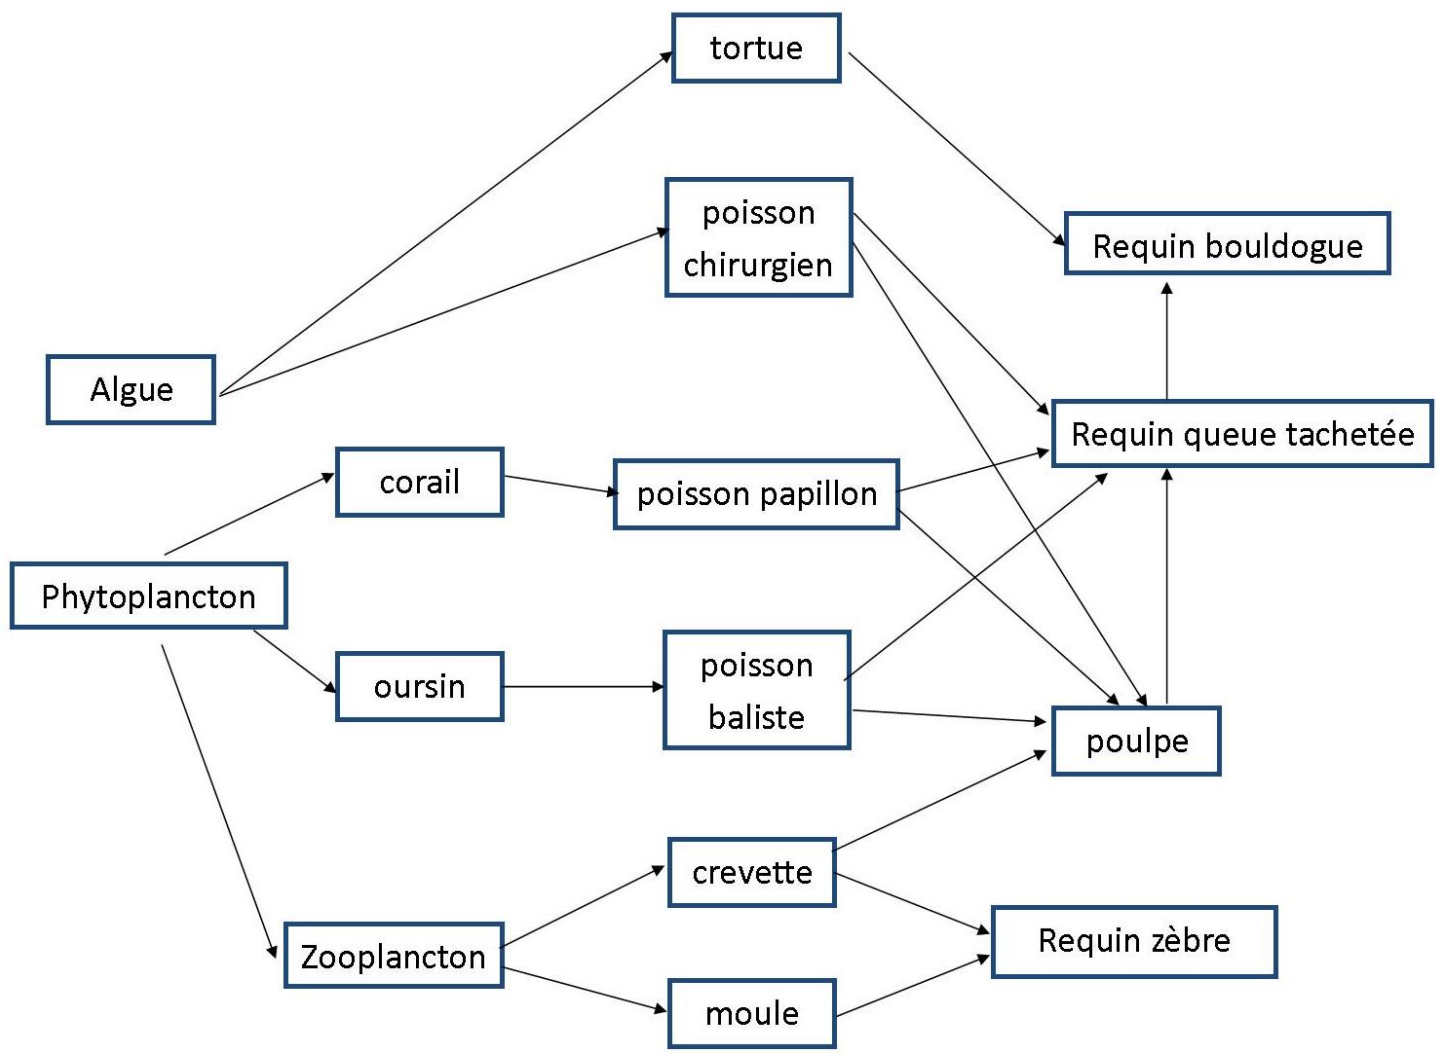 tortue
poisson
chirurgien
Requin bouldogue
Algue
Requin queue tachetée
corail
poisson papillon
Phytoplancton
oursin
poisson
baliste
poulpe
crevette
Requin zèbre
Zooplancton
moule